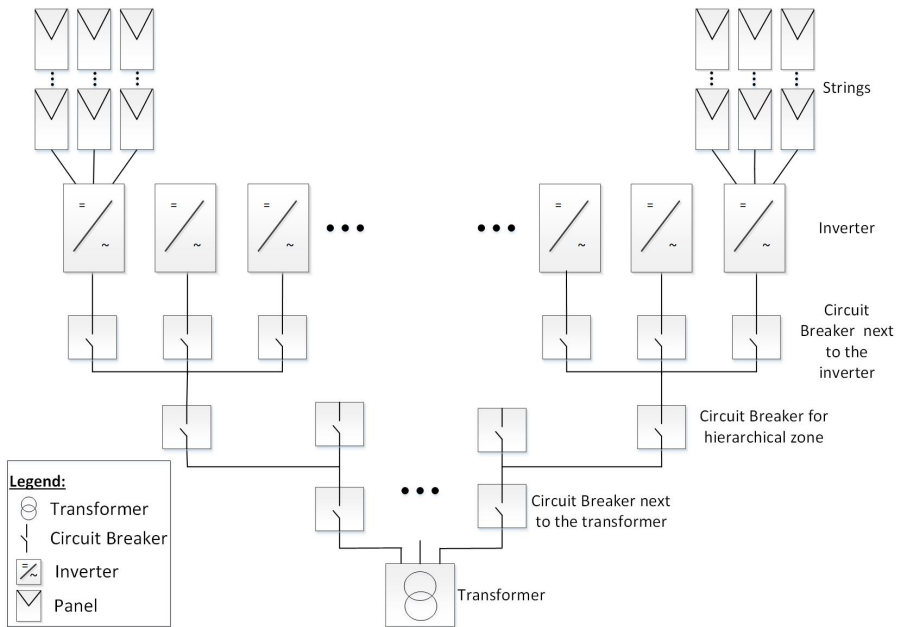 Strings
=
~
=
~
=
~
=
~
=
~
=
~
Inverter
Circuit
Breaker next
to the
inverter
Circuit Breaker for
hierarchical zone
Circuit Breaker next
to the transformer
Transformer
Legend:
Transformer
Circuit Breaker
=
~
Inverter
Panel